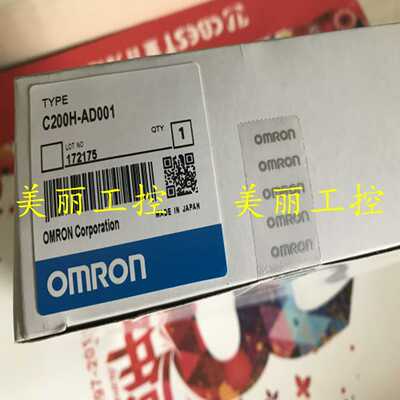 TYPE
C200H-AD001
LOT NO
172175
QTY
1
MADE IN JAPAN
OMRON Corporation
OMRON
OMRON
OMRON
OMRON
OMRON
OMRON
美丽工控
美丽工控